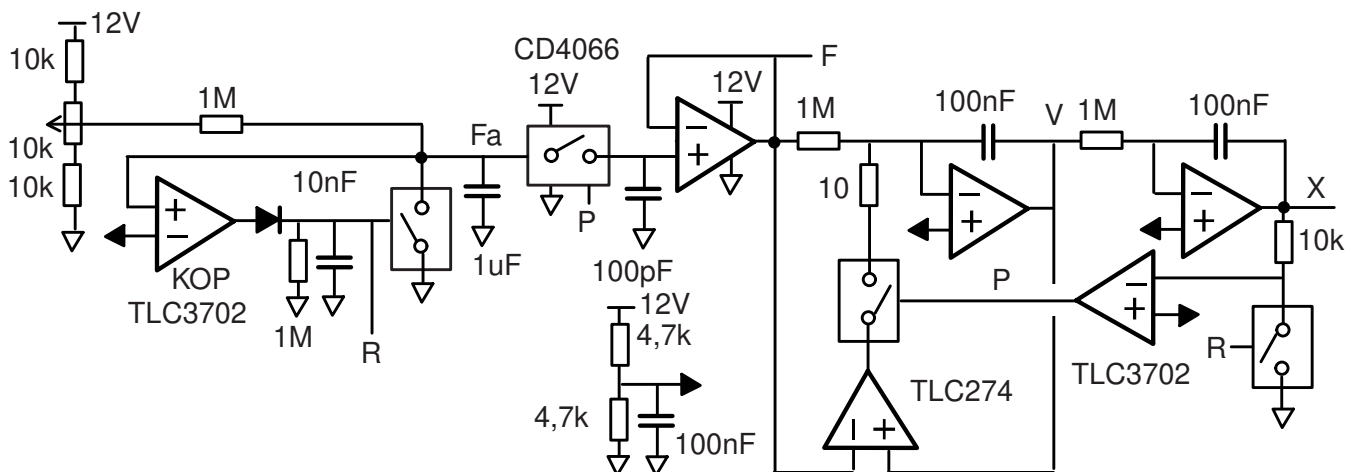 12V
10k
10k
10k
1M
Fa
10nF
KOP
TLC3702
1M
R
1uF
CD4066
12V
P
100pF
12V
F
12V
4,7k
4,7k
100nF
1M
10
100nF
V
1M
100nF
X
10k
P
R
TLC3702
TLC274
+
−
−
+
−
+
−
+
−
+
−
+